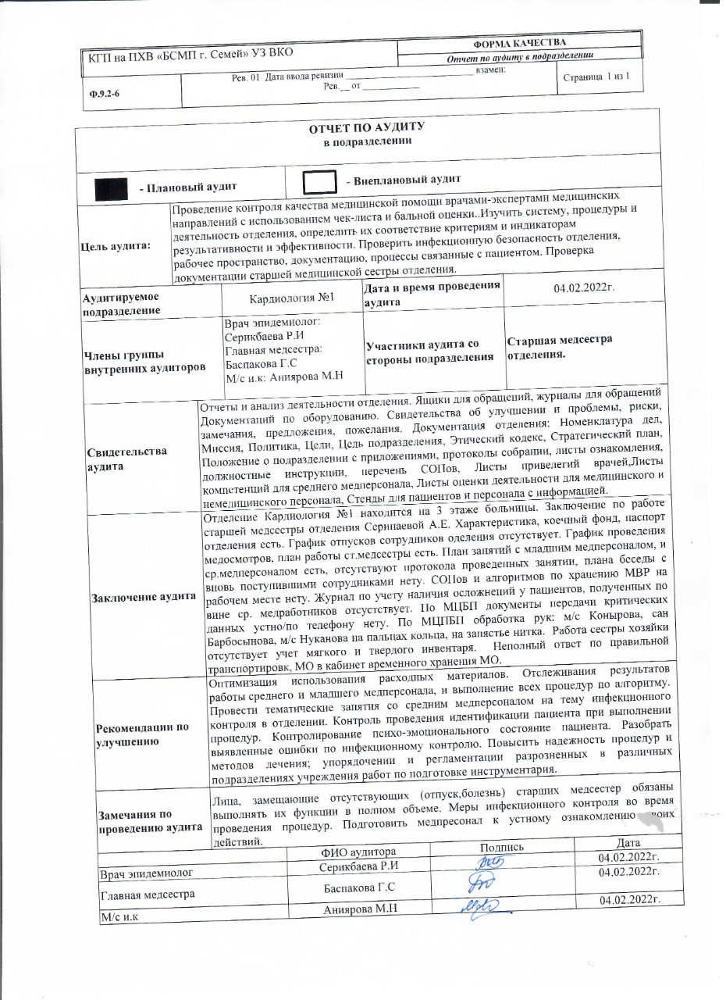 КГП на ПХВ «БСМП г. Семей» УЗ ВКО
ФОРМА КАЧЕСТВА
Отчет по аудиту в подразделении
Ф.9.2-6
Рев. 01 Дата ввода ревизии ___________________________ взамен:
Рев.__ от ____________
Страница 1 из 1
ОТЧЕТ ПО АУДИТУ
в подразделении
- Плановый аудит
- Внеплановый аудит
Цель аудита:
Проведение контроля качества медицинской помощи врачами-экспертами медицинских
направлений с использованием чек-листа и бальной оценки..Изучить систему, процедуры и
деятельность отделения, определить их соответствие критериям и индикаторам
результативности и эффективности. Проверить инфекционную безопасность отделения,
рабочее пространство, документацию, процессы связанные с пациентом. Проверка
документации старшей медицинской сестры отделения.
Аудитируемое
подразделение
Кардиология №1
Дата и время проведения
аудита
04.02.2022г.
Члены группы
внутренних аудиторов
Врач эпидемиолог:
Серикбаева Р.И
Главная медсестра:
Баспакова Г.С
М/с и.к: Аниярова М.Н
Участники аудита со
стороны подразделения
Старшая медсестра
отделения.
Свидетельства
аудита
Отчеты и анализ деятельности отделения. Ящики для обращений, журналы для обращений
Документаций по оборудованию. Свидетельства об улучшении и проблемы, риски,
замечания, предложения, пожелания. Документация отделения: Номенклатура дел,
Миссия, Политика, Цели, Цель подразделения, Этический кодекс, Стратегический план,
Положение о подразделении с приложениями, протоколы собрании, листы ознакомления,
должностные инструкции, перечень СОПов, Листы привелегий врачей,Листы
компстенций для среднего медперсонала, Листы оценки деятельности для медицинского и
немедицинского персонала, Стенды для пациентов и персонала с информацией.
Заключение аудита
Отделение Кардиология №1 находится на 3 этаже больницы. Заключение по работе
старшей медсестры отделения Серипаевой А.Е. Характеристика, коечный фонд, паспорт
отделения есть. График отпусков сотрудников оделения отсутствует. График проведения
медосмотров, план работы ст.медсестры есть. План занятий с младшим медперсоналом, и
ср.медперсоналом есть, отсутствуют протокола проведенных занятии, плана беседы с
вновь поступившими сотрудниками нету. СОПов и алгоритмов по хранению МВР на
рабочем месте нету. Журнал по учету наличия осложнений у пациентов, полученных по
вине ср. медработников отсутствует. По МЦБП документы передачи критических
данных устно/по телефону нету. По МЦПБП обработка рук: м/с Конырова, сан
Барбосынова, м/с Нуканова на пальцах кольца, на запястье нитка. Работа сестры хозяйки
отсутствует учет мягкого и твердого инвентаря. Неполный ответ по правильной
транспортировк, МО в кабинет временного хранения МО.
Рекомендации по
улучшению
Оптимизация использования расходных материалов. Отслеживания результатов
работы среднего и младшего медперсонала, и выполнение всех процедур по алгоритму.
Провести тематические занятия со средним медперсоналом на тему инфекционного
контроля в отделении. Контроль проведения идентификации пациента при выполнении
процедур. Контролирование психо-эмоционального состояние пациента. Разобрать
выявленные ошибки по инфекционному контролю. Повысить надежность процедур и
методов лечения; упорядочении и регламентации разрозненных в различных
подразделениях учреждения работ по подготовке инструментария.
Замечания по
проведению аудита
Лица, замещающие отсутствующих (отпуск,болезнь) старших медсестер обязаны
выполнять их функции в полном объеме. Меры инфекционного контроля во время
проведения процедур. Подготовить медпресонал к устному ознакомлению воих
действий.
ФИО аудитора Подпись Дата
Врач эпидемиолог Серикбаева Р.И 04.02.2022г.
Главная медсестра Баспакова Г.С 04.02.2022г.
М/с и.к Аниярова М.Н 04.02.2022г.